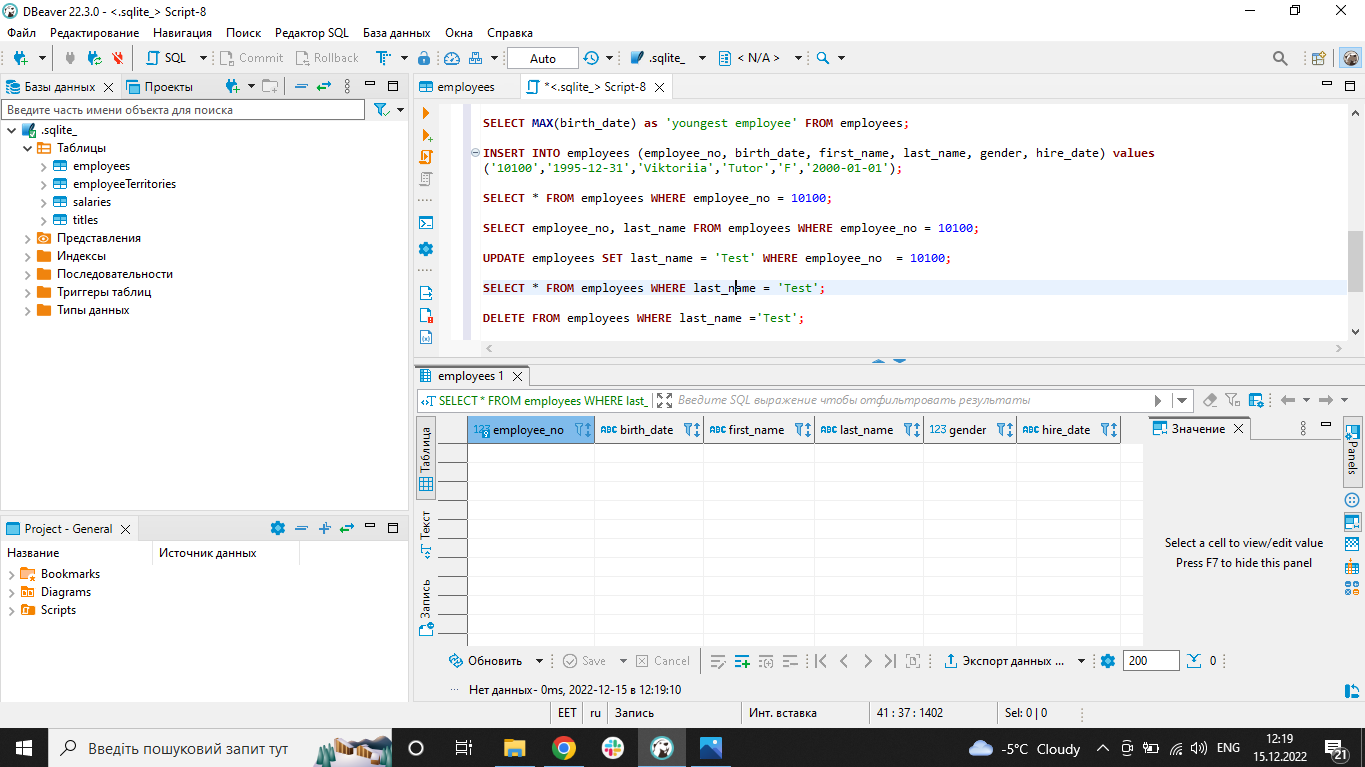 DBeaver 22.3.0 - <.sqlite_> Script-8
Файл Редактирование Навигация Поиск Редактор SQL База данных Окна Справка
SQL Commit Rollback Auto .sqlite_ < N/A >
Базы данных Проекты
Введите часть имени объекта для поиска
.sqlite_
Таблицы
employees
employeeTerritories
salaries
titles
Представления
Индексы
Последовательности
Триггеры таблиц
Типы данных
Project - General
Название Источник данных
Bookmarks
Diagrams
Scripts
employees *<.sqlite_> Script-8
SELECT MAX(birth_date) as 'youngest employee' FROM employees;
INSERT INTO employees (employee_no, birth_date, first_name, last_name, gender, hire_date) values
('10100','1995-12-31','Viktoriia','Tutor','F','2000-01-01');
SELECT * FROM employees WHERE employee_no = 10100;
SELECT employee_no, last_name FROM employees WHERE employee_no = 10100;
UPDATE employees SET last_name = 'Test' WHERE employee_no  = 10100;
SELECT * FROM employees WHERE last_name = 'Test';
DELETE FROM employees WHERE last_name ='Test';
employees 1
SELECT * FROM employees WHERE last_ Введите SQL выражение чтобы отфильтровать результаты
Таблица
Текст
Запись
123 employee_no ABC birth_date ABC first_name ABC last_name 123 gender ABC hire_date
Значение
Panels
Select a cell to view/edit value
Press F7 to hide this panel
Обновить Save Cancel Экспорт данных ... 200 0
Нет данных - 0ms, 2022-12-15 в 12:19:10
EET ru Запись Инт. вставка 41 : 37 : 1402 Sel: 0 | 0
Введіть пошуковий запит тут -5°C Cloudy ENG 12:19
15.12.2022 21